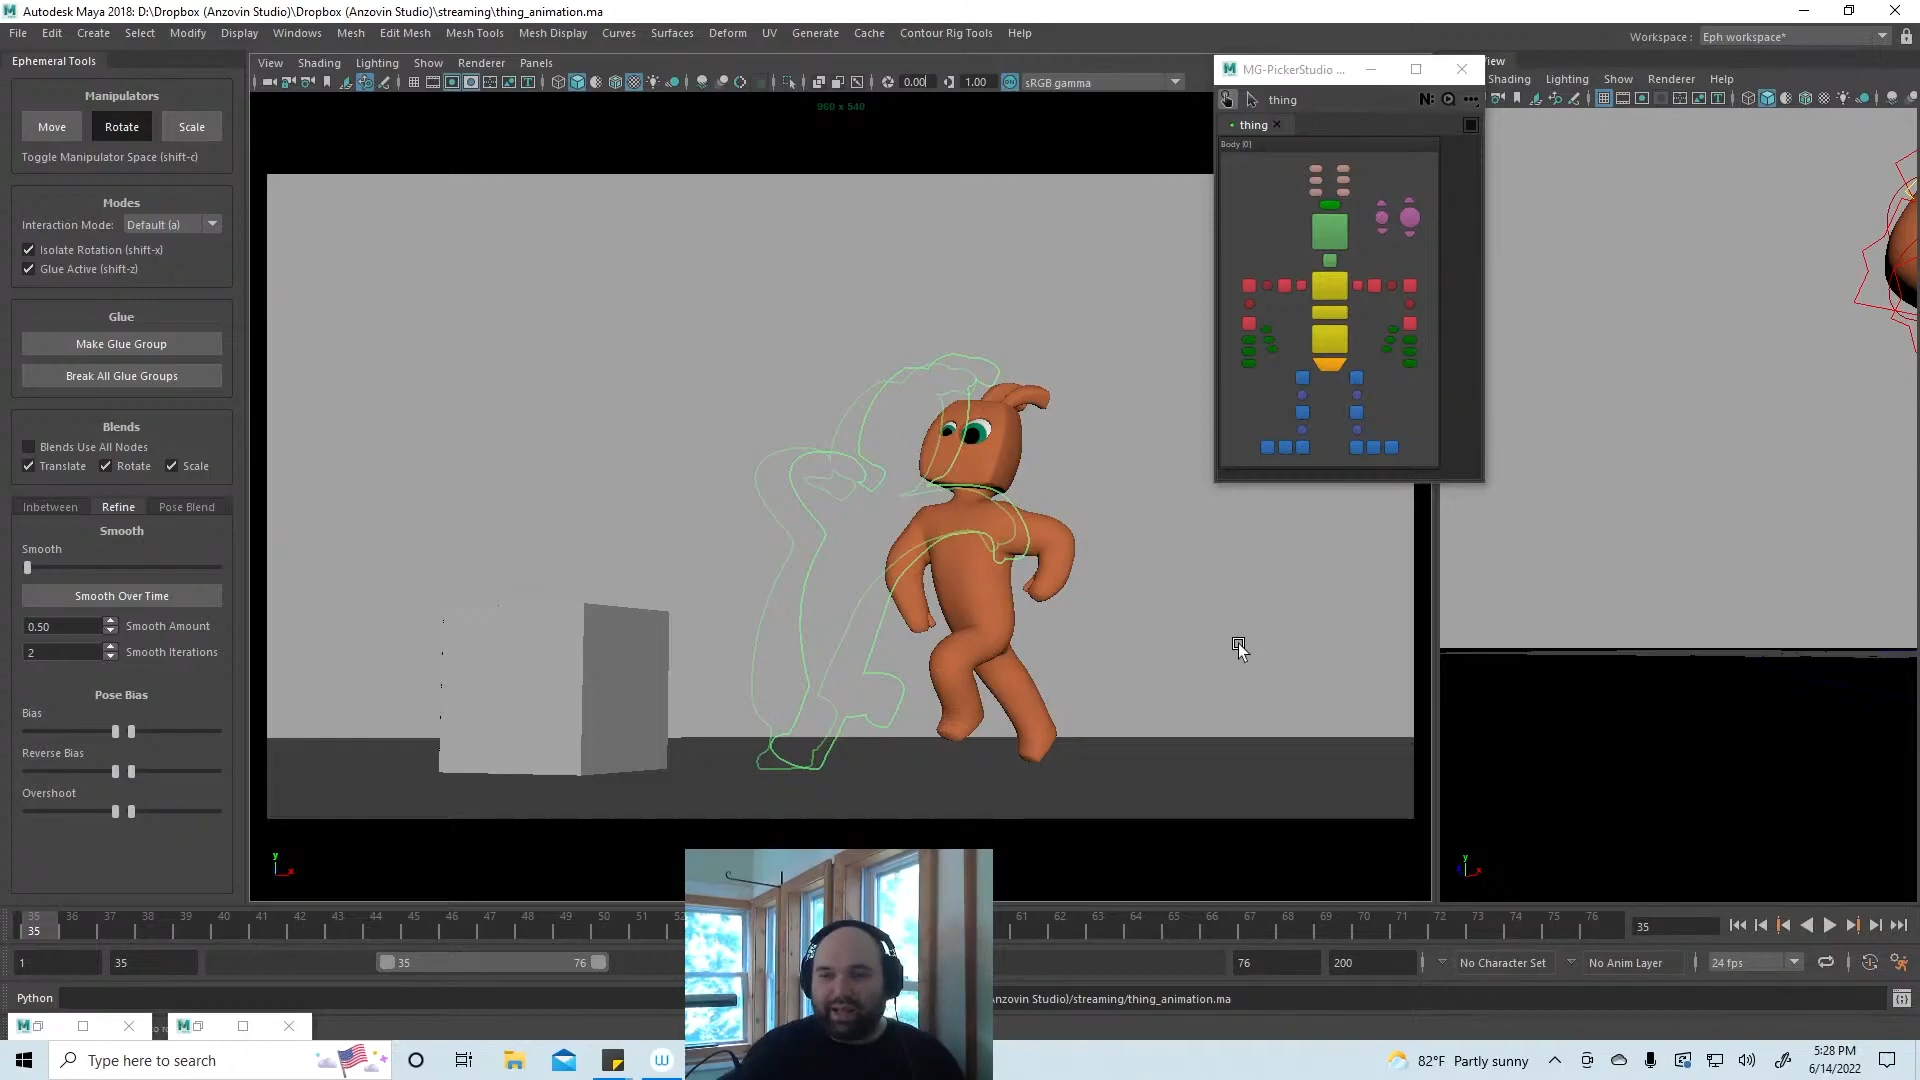 Autodesk Maya 2018: D:\Dropbox (Anzovin Studio)\Dropbox (Anzovin Studio)\streaming\thing_animation.ma
File Edit Create Select Modify Display Windows Mesh Edit Mesh Mesh Tools Mesh Display Curves Surfaces Deform UV Generate Cache Contour Rig Tools Help
Workspace : Eph workspace*
Ephemeral Tools
View Shading Lighting Show Renderer Panels
0.00 1.00 sRGB gamma
960 x 540
MG-PickerStudio ...
thing
thing
Body [0]
Shading Lighting Show Renderer Help
Manipulators
Move Rotate Scale
Toggle Manipulator Space (shift-c)
Modes
Interaction Mode: Default (a)
Isolate Rotation (shift-x)
Glue Active (shift-z)
Glue
Make Glue Group
Break All Glue Groups
Blends
Blends Use All Nodes
Translate Rotate Scale
Inbetween Refine Pose Blend
Smooth
Smooth
Smooth Over Time
0.50 Smooth Amount
2 Smooth Iterations
Pose Bias
Bias
Reverse Bias
Overshoot
y x
y x
35 36 37 38 39 40 41 42 43 44 45 46 47 48 49 50 51 61 62 63 64 65 66 67 68 69 70 71 72 73 74 75 76
35 35
1 35 35 76 76 200 No Character Set No Anim Layer 24 fps
Python
nzovin Studio)/streaming/thing_animation.ma
Type here to search
82°F Partly sunny
5:28 PM
6/14/2022